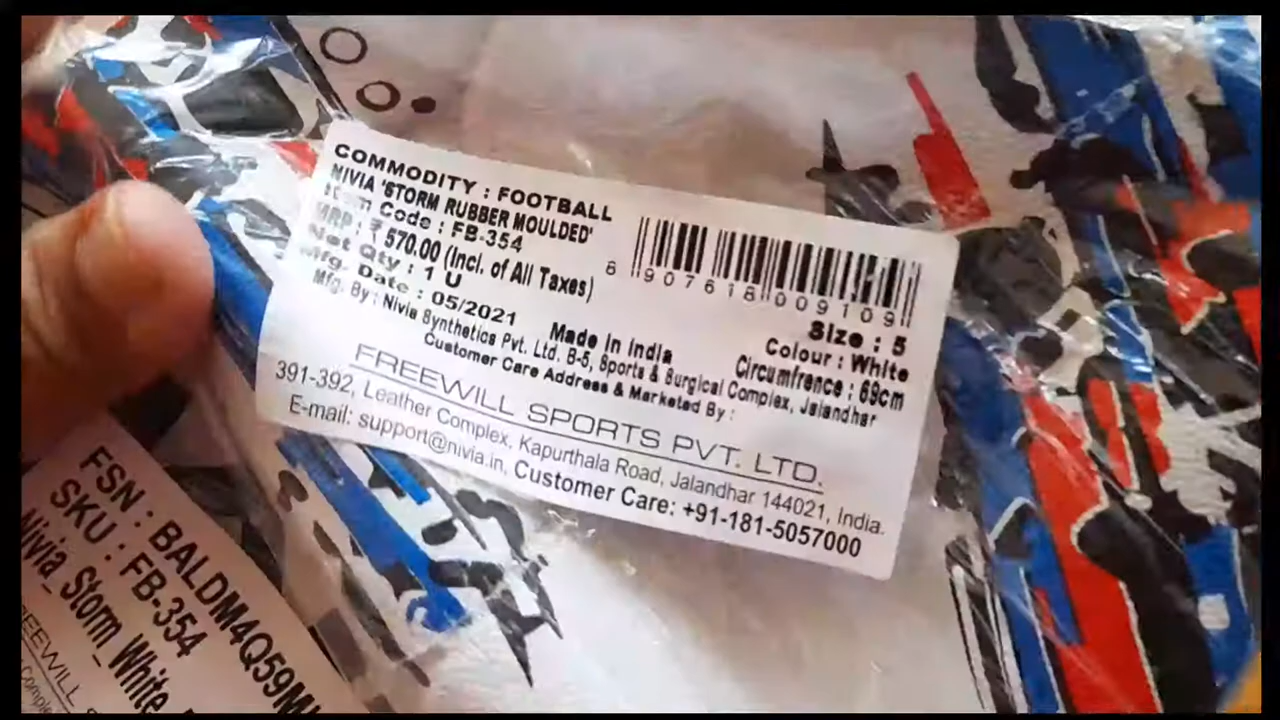 COMMODITY : FOOTBALL
NIVIA 'STORM RUBBER MOULDED'
Item Code : FB-354
MRP : ₹ 570.00 (Incl. of All Taxes)
Net Qty : 1 U
Mfg. Date : 05/2021
Made in India
Mfg. By : Nivia Synthetics Pvt. Ltd. B-5, Sports & Surgical Complex, Jalandhar
8 907618 009109
Size : 5
Colour : White
Circumfrence : 69cm
Customer Care Address & Marketed By :
FREEWILL SPORTS PVT. LTD.
391-392, Leather Complex, Kapurthala Road, Jalandhar 144021, India.
E-mail: support@nivia.in, Customer Care: +91-181-5057000
FSN : BALDM4Q59M
SKU : FB-354
Nivia_Storm_White_